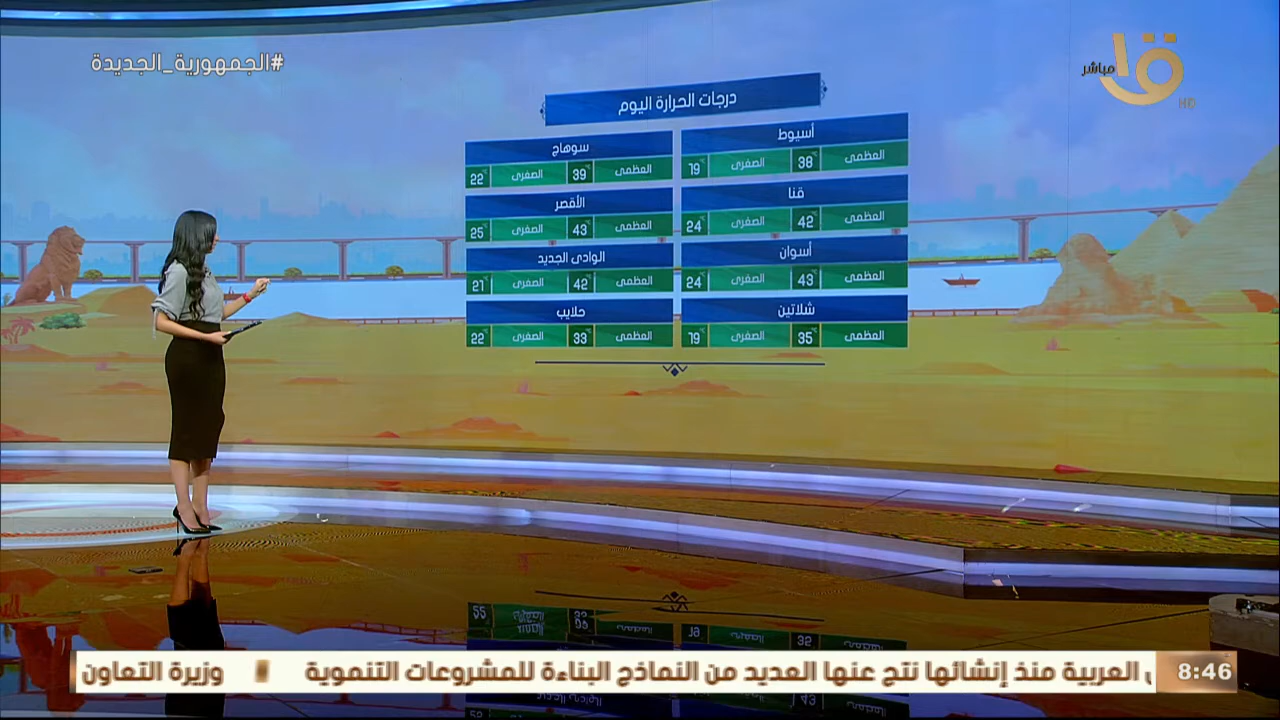 #الجمهورية_الجديدة
مباشر
HD
درجات الحرارة اليوم
أسيوط
العظمى 38 الصغرى 19
سوهاج
العظمى 39 الصغرى 22
قنا
العظمى 42 الصغرى 24
الأقصر
العظمى 43 الصغرى 25
أسوان
العظمى 43 الصغرى 24
الوادى الجديد
العظمى 42 الصغرى 21
شلاتين
العظمى 35 الصغرى 19
حلايب
العظمى 33 الصغرى 22
8:46
العربية منذ إنشائها نتج عنها العديد من النماذج البناءة للمشروعات التنموية وزيرة التعاون